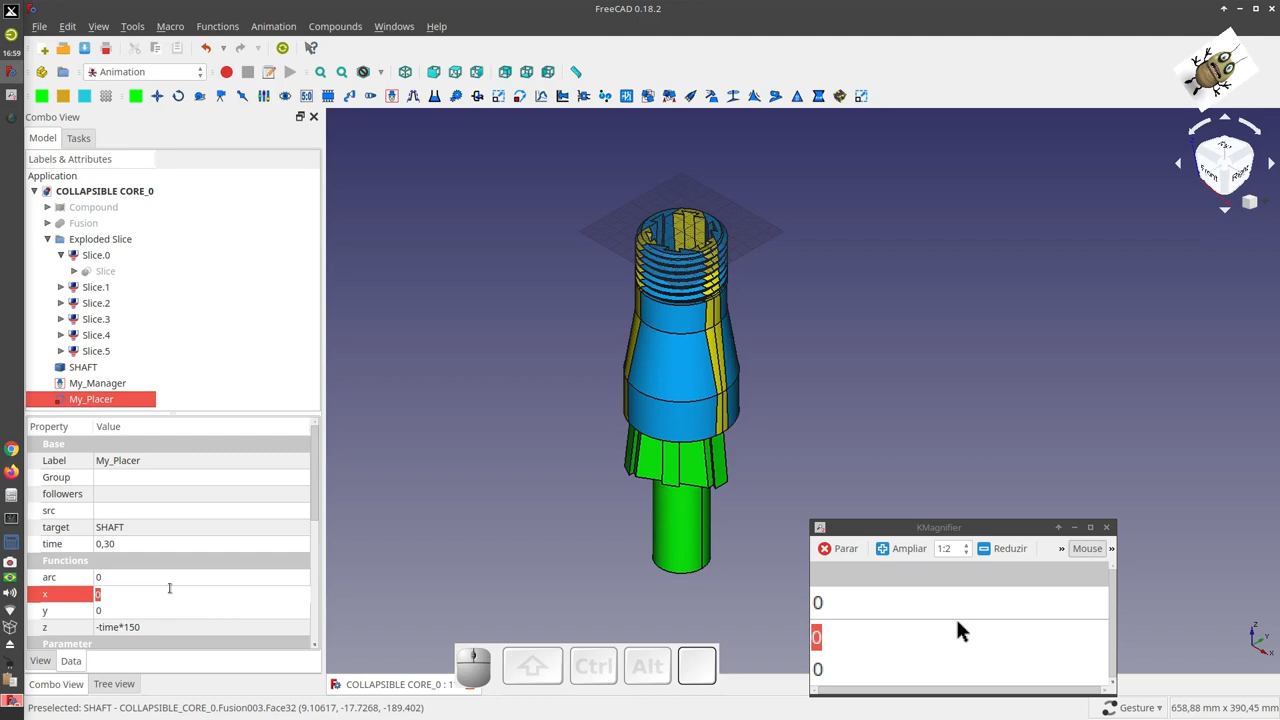 FreeCAD 0.18.2
File Edit View Tools Macro Functions Animation Compounds Windows Help
16:59
Animation
Combo View
Model Tasks
Labels & Attributes
Application
COLLAPSIBLE CORE_0
Compound
Fusion
Exploded Slice
Slice.0
Slice
Slice.1
Slice.2
Slice.3
Slice.4
Slice.5
SHAFT
My_Manager
My_Placer
Property Value
Base
Label My_Placer
Group
followers
src
target SHAFT
time 0,30
Functions
arc 0
x 0
y 0
z -time*150
Parameter
View Data
Combo View Tree view
COLLAPSIBLE CORE_0 : 1
Ctrl Alt
KMagnifier
Parar Ampliar 1:2 Reduzir » Mouse »
0
0
0
Front Right
Z
X
Preselected: SHAFT - COLLAPSIBLE_CORE_0.Fusion003.Face32 (9.10617, -17.7268, -189.402)
Gesture
658,88 mm x 390,45 mm